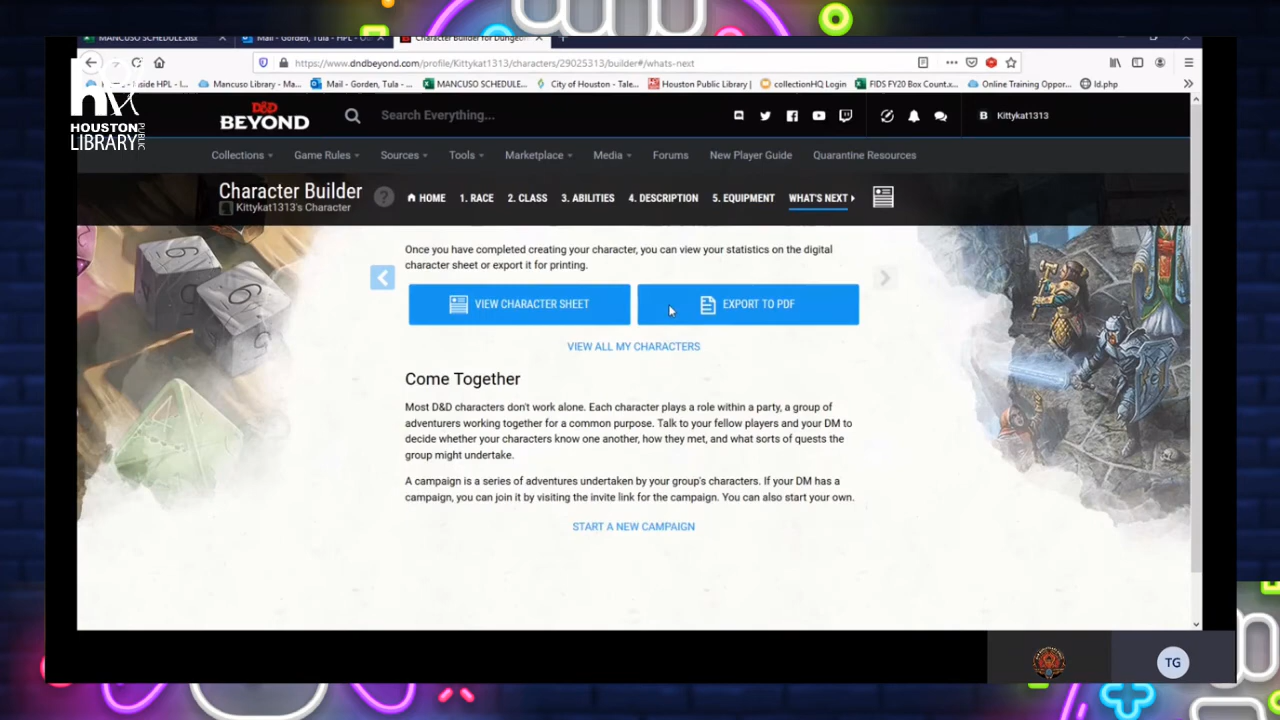 MANCUSO SCHEDULE.xlsx
Mail - Gorden, Tula - HPL - O
Character Builder for Dungeo
https://www.dndbeyond.com/profile/Kittykat1313/characters/29025313/builder#/whats-next
side HPL - I...
Mancuso Library - Ma...
Mail - Gorden, Tula -...
MANCUSO SCHEDULE...
City of Houston - Tale...
Houston Public Library |
collectionHQ Login
FIDS FY20 Box Count.x...
Online Training Oppor...
ld.php
HOUSTON
LIBRARY
PUBLIC
D&D
BEYOND
Search Everything...
B Kittykat1313
Collections
Game Rules
Sources
Tools
Marketplace
Media
Forums
New Player Guide
Quarantine Resources
Character Builder
Kittykat1313's Character
?
HOME
1. RACE
2. CLASS
3. ABILITIES
4. DESCRIPTION
5. EQUIPMENT
WHAT'S NEXT
Once you have completed creating your character, you can view your statistics on the digital
character sheet or export it for printing.
VIEW CHARACTER SHEET
EXPORT TO PDF
VIEW ALL MY CHARACTERS
Come Together
Most D&D characters don't work alone. Each character plays a role within a party, a group of
adventurers working together for a common purpose. Talk to your fellow players and your DM to
decide whether your characters know one another, how they met, and what sorts of quests the
group might undertake.
A campaign is a series of adventures undertaken by your group's characters. If your DM has a
campaign, you can join it by visiting the invite link for the campaign. You can also start your own.
START A NEW CAMPAIGN
TG